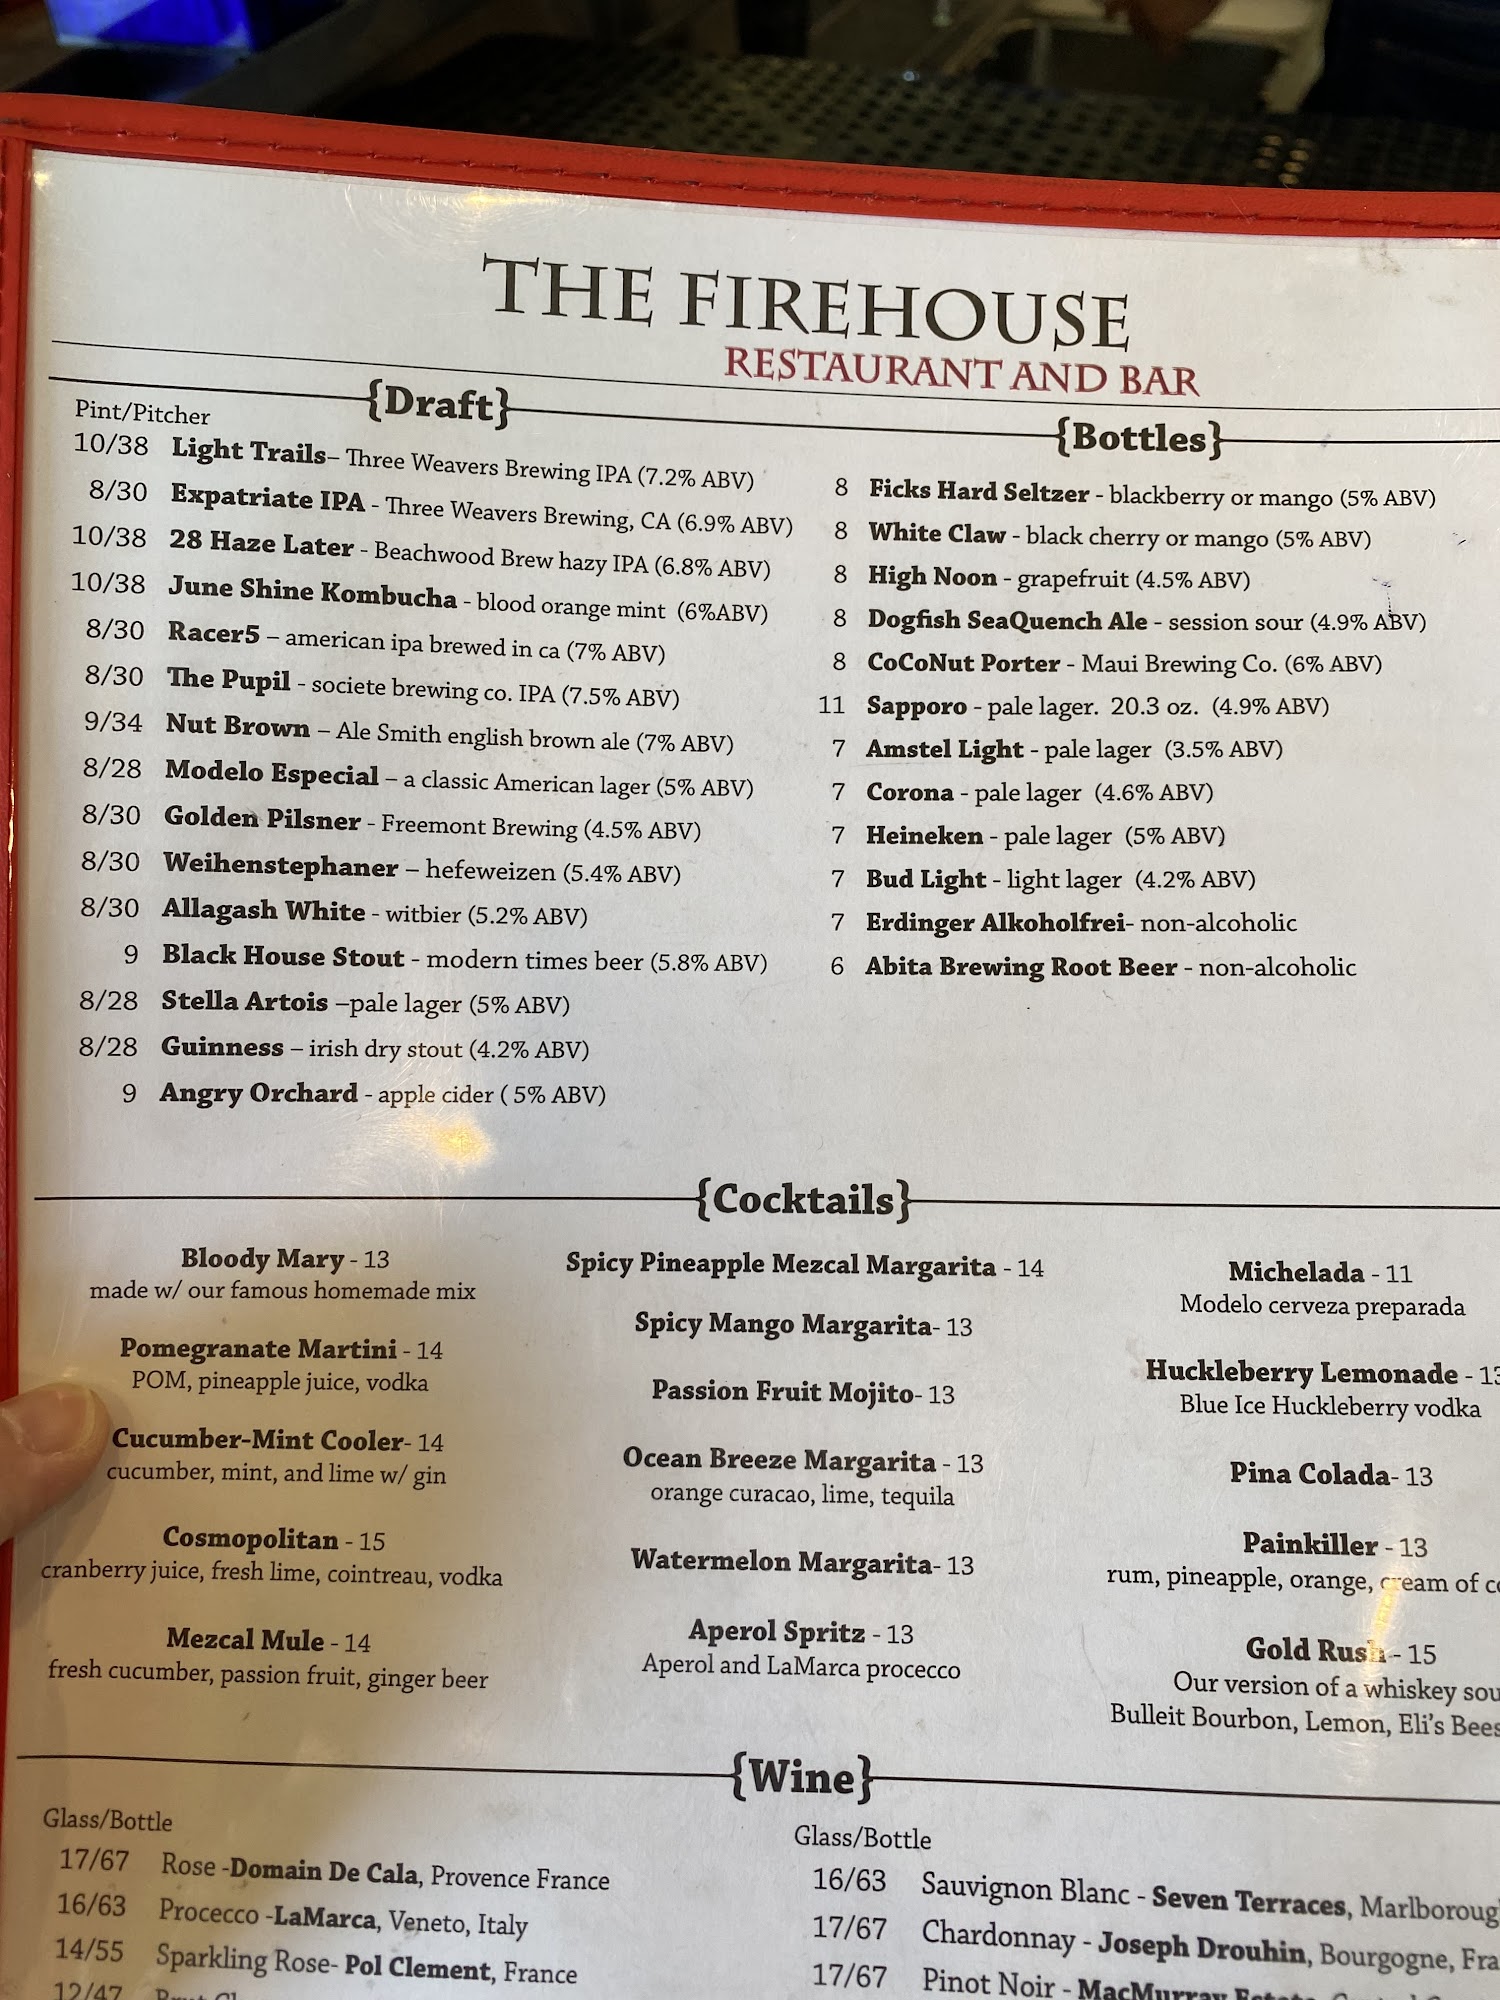 THE FIREHOUSE
RESTAURANT AND BAR
{Draft}
Pint/Pitcher
10/38 Light Trails– Three Weavers Brewing IPA (7.2% ABV)
8/30 Expatriate IPA - Three Weavers Brewing, CA (6.9% ABV)
10/38 28 Haze Later - Beachwood Brew hazy IPA (6.8% ABV)
10/38 June Shine Kombucha - blood orange mint (6%ABV)
8/30 Racer5 – american ipa brewed in ca (7% ABV)
8/30 The Pupil - societe brewing co. IPA (7.5% ABV)
9/34 Nut Brown – Ale Smith english brown ale (7% ABV)
8/28 Modelo Especial – a classic American lager (5% ABV)
8/30 Golden Pilsner - Freemont Brewing (4.5% ABV)
8/30 Weihenstephaner – hefeweizen (5.4% ABV)
8/30 Allagash White - witbier (5.2% ABV)
9 Black House Stout - modern times beer (5.8% ABV)
8/28 Stella Artois –pale lager (5% ABV)
8/28 Guinness – irish dry stout (4.2% ABV)
9 Angry Orchard - apple cider ( 5% ABV)
{Bottles}
8 Ficks Hard Seltzer - blackberry or mango (5% ABV)
8 White Claw - black cherry or mango (5% ABV)
8 High Noon - grapefruit (4.5% ABV)
8 Dogfish SeaQuench Ale - session sour (4.9% ABV)
8 CoCoNut Porter - Maui Brewing Co. (6% ABV)
11 Sapporo - pale lager. 20.3 oz. (4.9% ABV)
7 Amstel Light - pale lager (3.5% ABV)
7 Corona - pale lager (4.6% ABV)
7 Heineken - pale lager (5% ABV)
7 Bud Light - light lager (4.2% ABV)
7 Erdinger Alkoholfrei- non-alcoholic
6 Abita Brewing Root Beer - non-alcoholic
{Cocktails}
Bloody Mary - 13
made w/ our famous homemade mix
Pomegranate Martini - 14
POM, pineapple juice, vodka
Cucumber-Mint Cooler- 14
cucumber, mint, and lime w/ gin
Cosmopolitan - 15
cranberry juice, fresh lime, cointreau, vodka
Mezcal Mule - 14
fresh cucumber, passion fruit, ginger beer
Spicy Pineapple Mezcal Margarita - 14
Spicy Mango Margarita- 13
Passion Fruit Mojito- 13
Ocean Breeze Margarita - 13
orange curacao, lime, tequila
Watermelon Margarita- 13
Aperol Spritz - 13
Aperol and LaMarca procecco
Michelada - 11
Modelo cerveza preparada
Huckleberry Lemonade - 13
Blue Ice Huckleberry vodka
Pina Colada- 13
Painkiller - 13
rum, pineapple, orange, cream of
Gold Rush - 15
Our version of a whiskey
Bulleit Bourbon, Lemon, Eli's
{Wine}
Glass/Bottle
17/67 Rose -Domain De Cala, Provence France
16/63 Procecco -LaMarca, Veneto, Italy
14/55 Sparkling Rose- Pol Clement, France
12/47
Glass/Bottle
16/63 Sauvignon Blanc - Seven Terraces,
17/67 Chardonnay - Joseph Drouhin, Bourgogne,
17/67 Pinot Noir - MacMurray